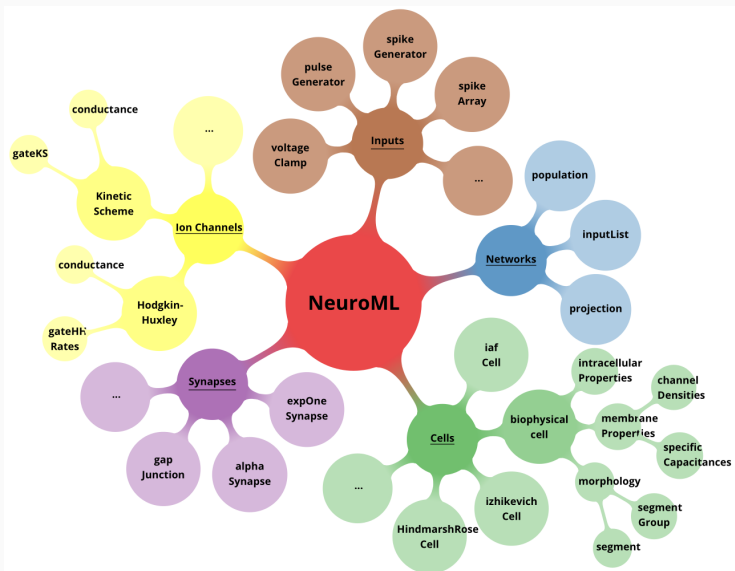 NeuroML
Inputs
voltage
Clamp
pulse
Generator
spike
Generator
spike
Array
...
Networks
population
inputList
projection
Cells
iaf
Cell
biophysical
cell
intracellular
Properties
membrane
Properties
channel
Densities
specific
Capacitances
morphology
segment
Group
segment
izhikevich
Cell
HindmarshRose
Cell
...
Synapses
expOne
Synapse
alpha
Synapse
gap
Junction
...
Ion Channels
...
Kinetic
Scheme
conductance
gateKS
Hodgkin-
Huxley
conductance
gateHH
Rates